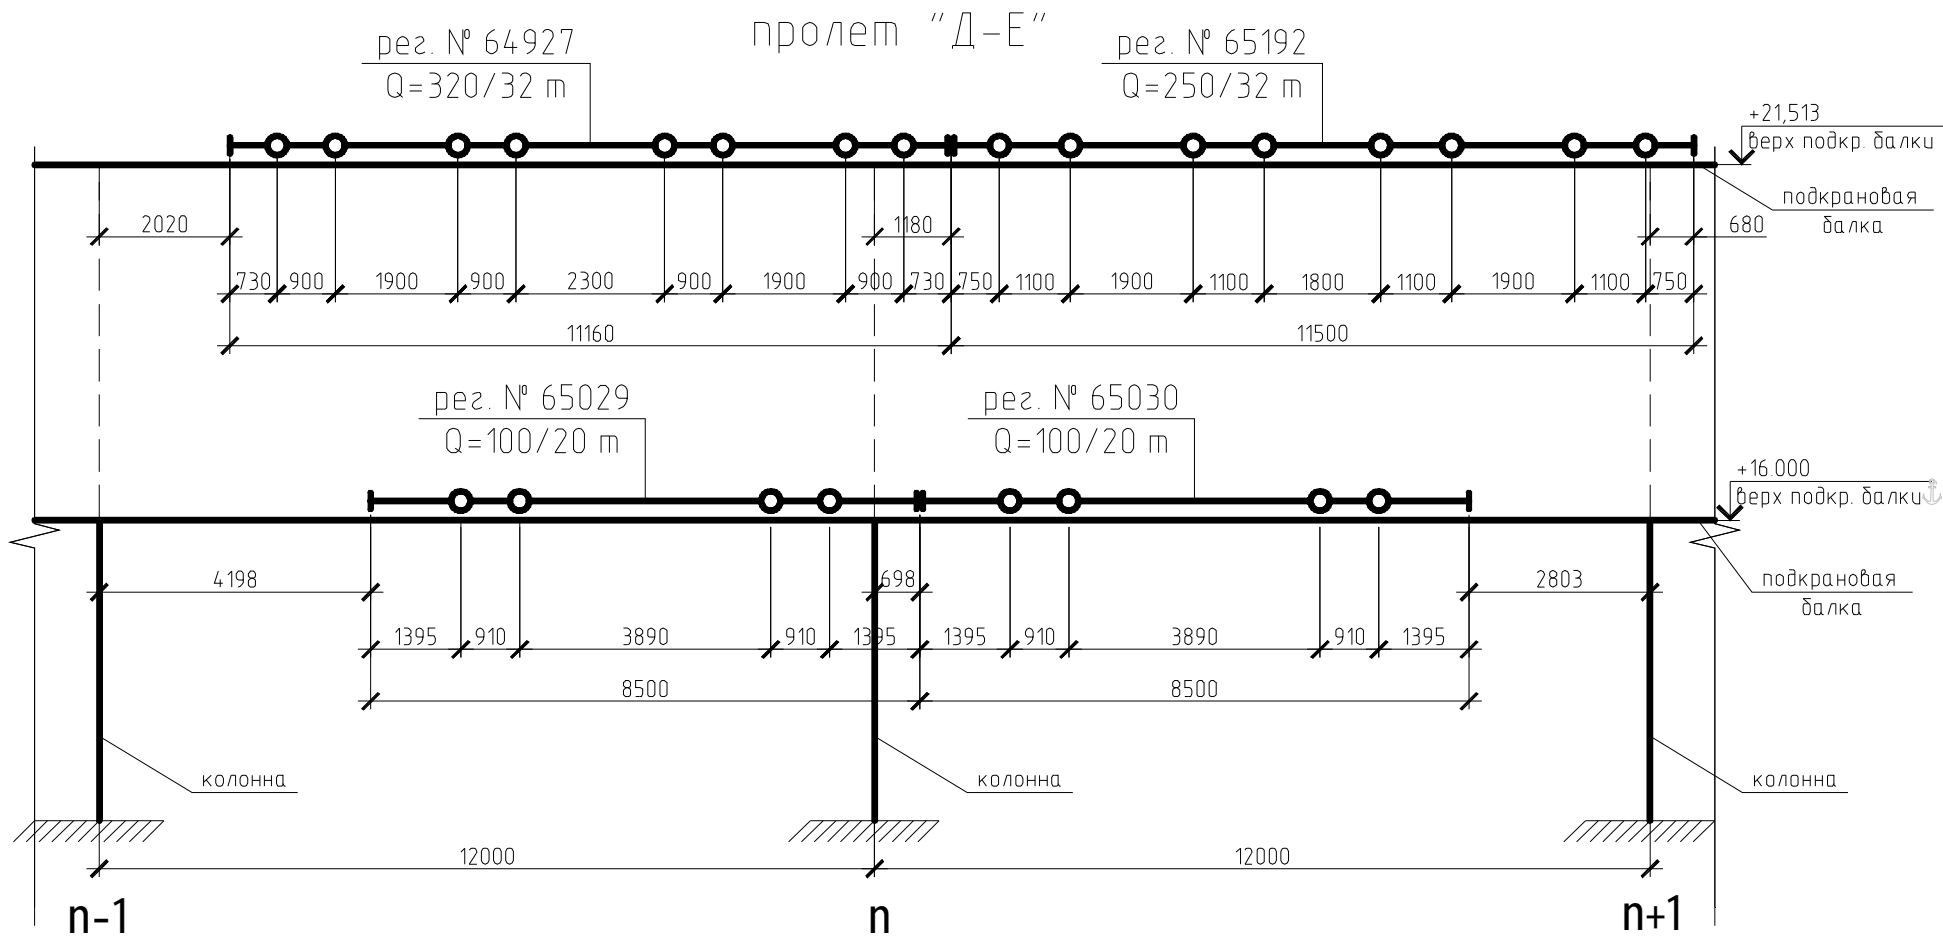 пролет "Д-Е"
рег. № 64927
Q=320/32 т
рег. № 65192
Q=250/32 т
+21,513
верх подкр. балки
подкрановая
балка
2020
1180
680
730 900 1900 900 2300 900 1900 900 730 750 1100 1900 1100 1800 1100 1900 1100 750
11160
11500
рег. № 65029
Q=100/20 т
рег. № 65030
Q=100/20 т
+16.000
верх подкр. балки
подкрановая
балка
4198
698
2803
1395 910 3890 910 1395 1395 910 3890 910 1395
8500
8500
колонна
колонна
колонна
12000
12000
n-1
n
n+1